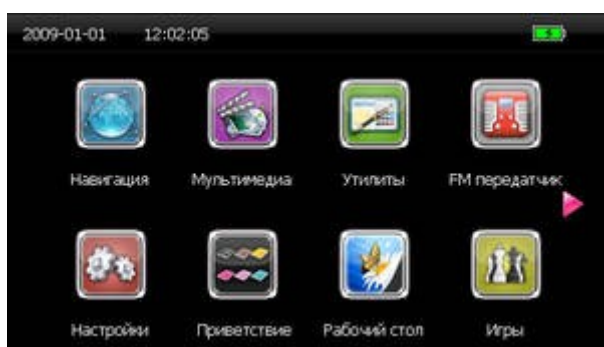 2009-01-01 12:02:05
Навигация Мультимедиа Утилиты FM передатчик
Настройки Приветствие Рабочий стол Игры